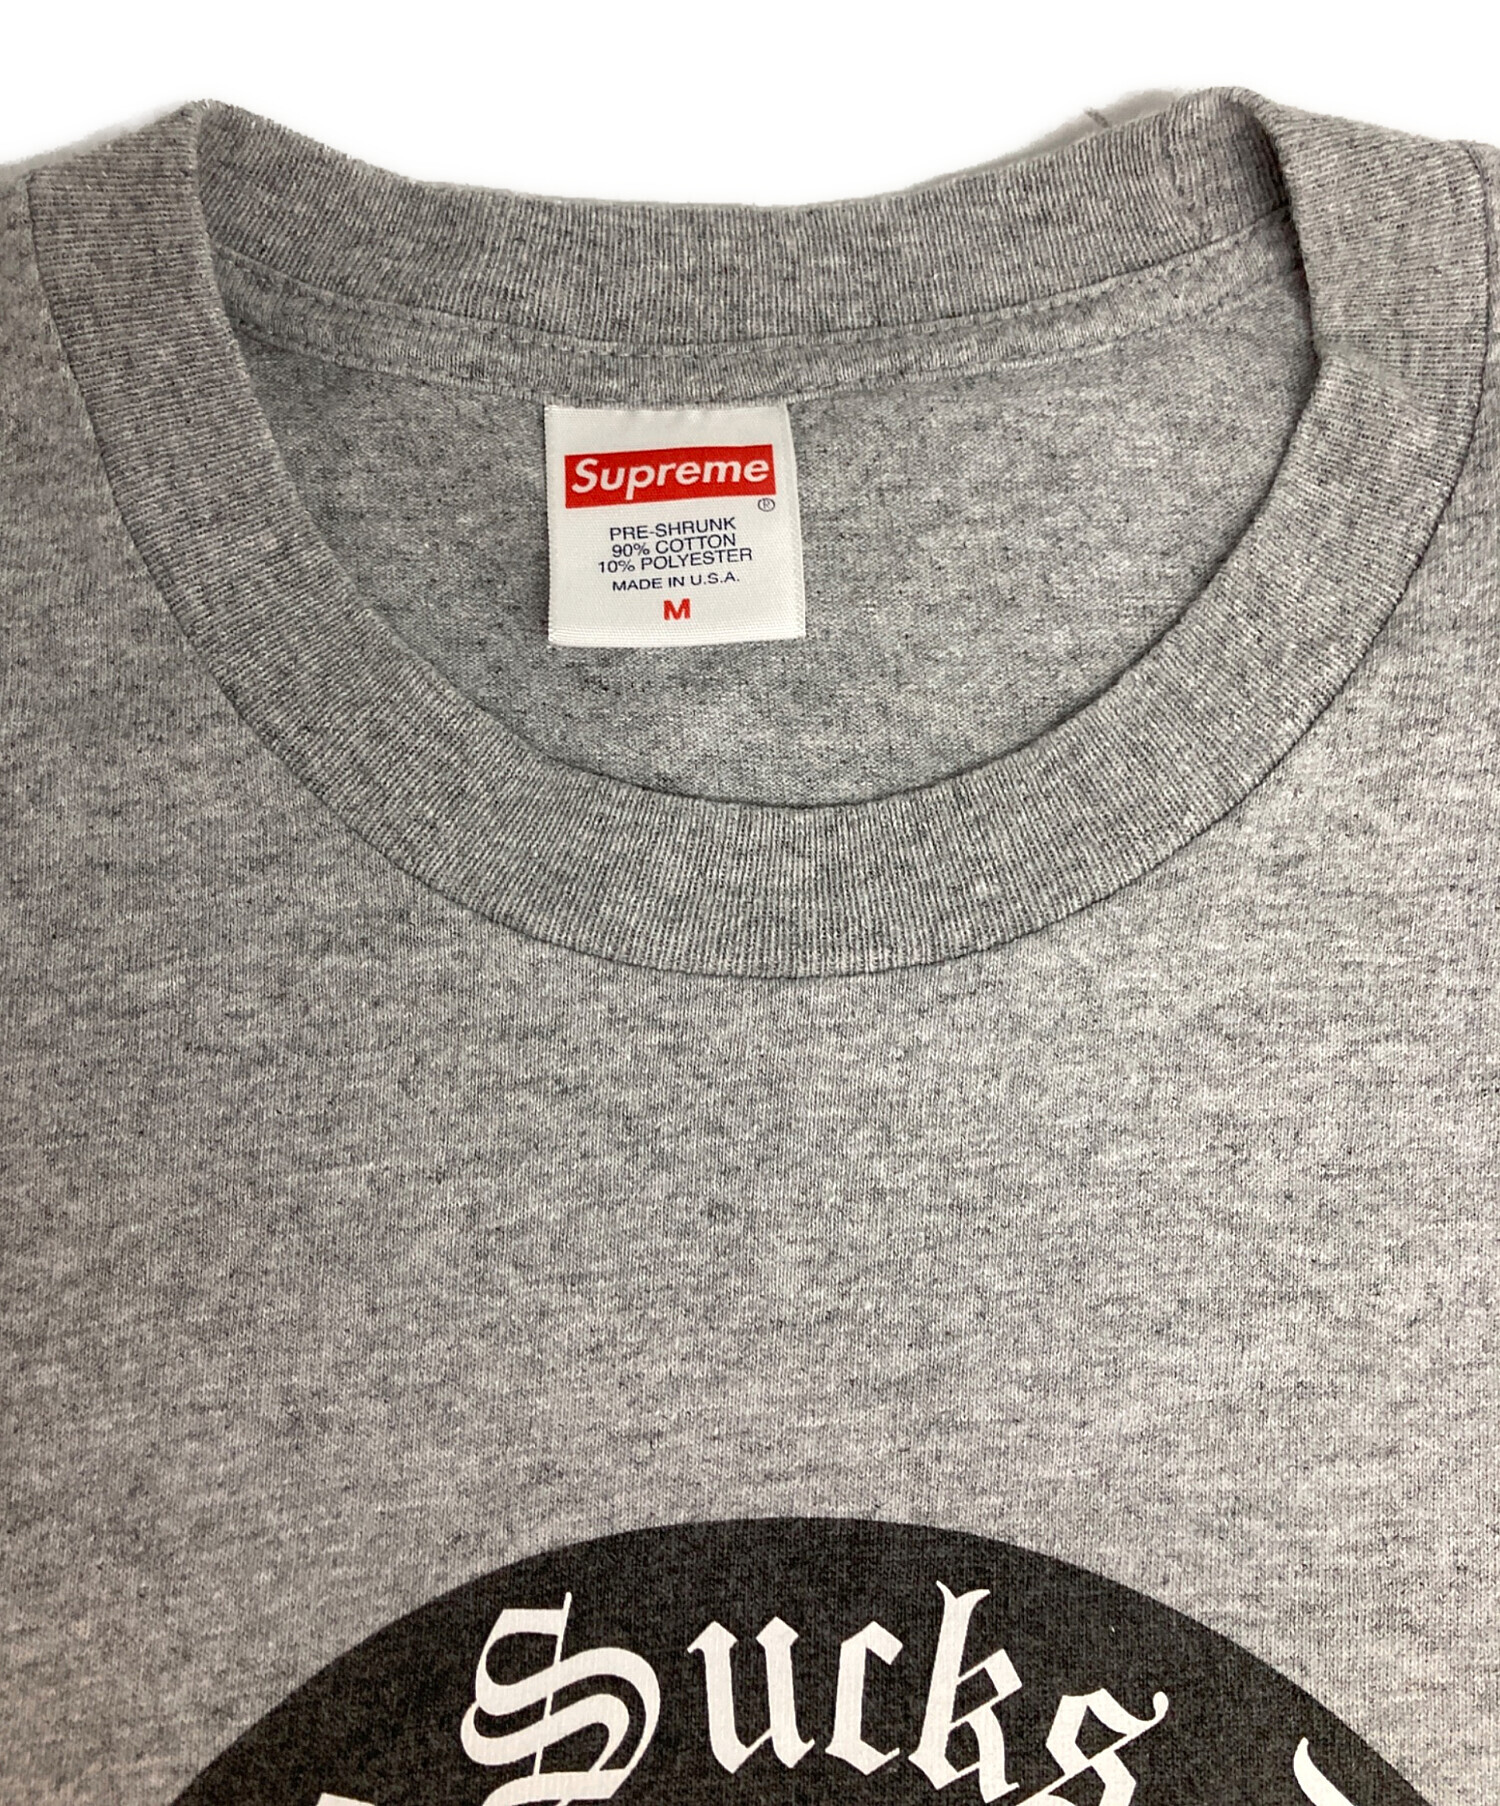 Supreme
®
PRE-SHRUNK
90% COTTON
10% POLYESTER
MADE IN U.S.A.
M
Sucks